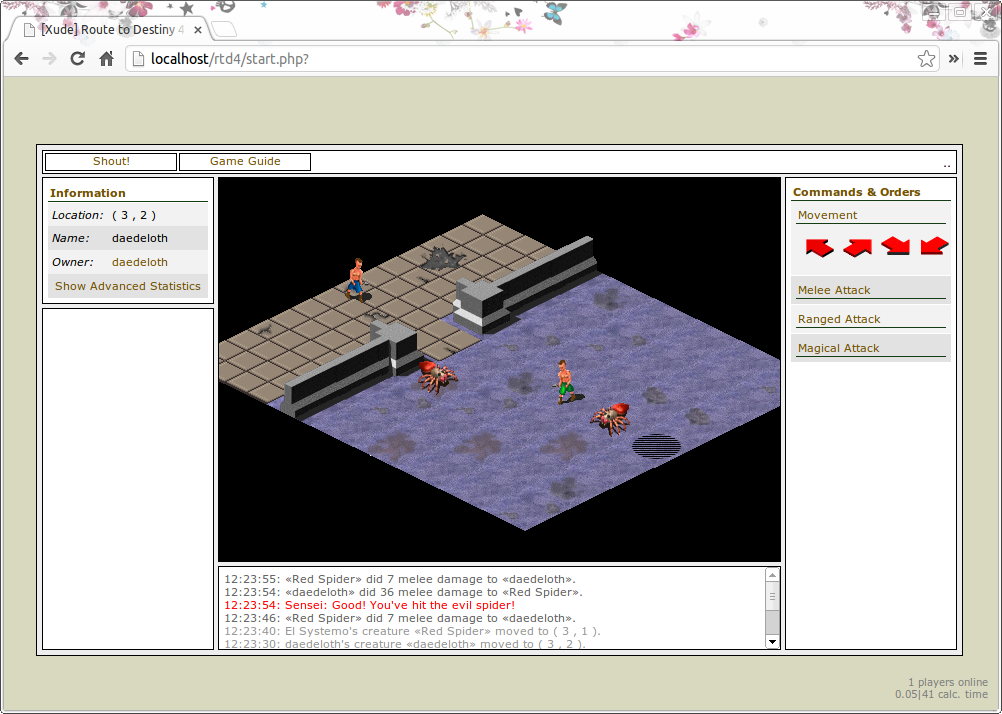 [Xude] Route to Destiny 4
localhost/rtd4/start.php?
Shout!
Game Guide
..
Information
Location: ( 3 , 2 )
Name: daedeloth
Owner: daedeloth
Show Advanced Statistics
Commands & Orders
Movement
Melee Attack
Ranged Attack
Magical Attack
12:23:55: «Red Spider» did 7 melee damage to «daedeloth».
12:23:54: «daedeloth» did 36 melee damage to «Red Spider».
12:23:54: Sensei: Good! You've hit the evil spider!
12:23:46: «Red Spider» did 7 melee damage to «daedeloth».
12:23:40: El Systemo's creature «Red Spider» moved to ( 3 , 1 ).
12:23:30: daedeloth's creature «daedeloth» moved to ( 3 , 2 ).
1 players online
0.05|41 calc. time